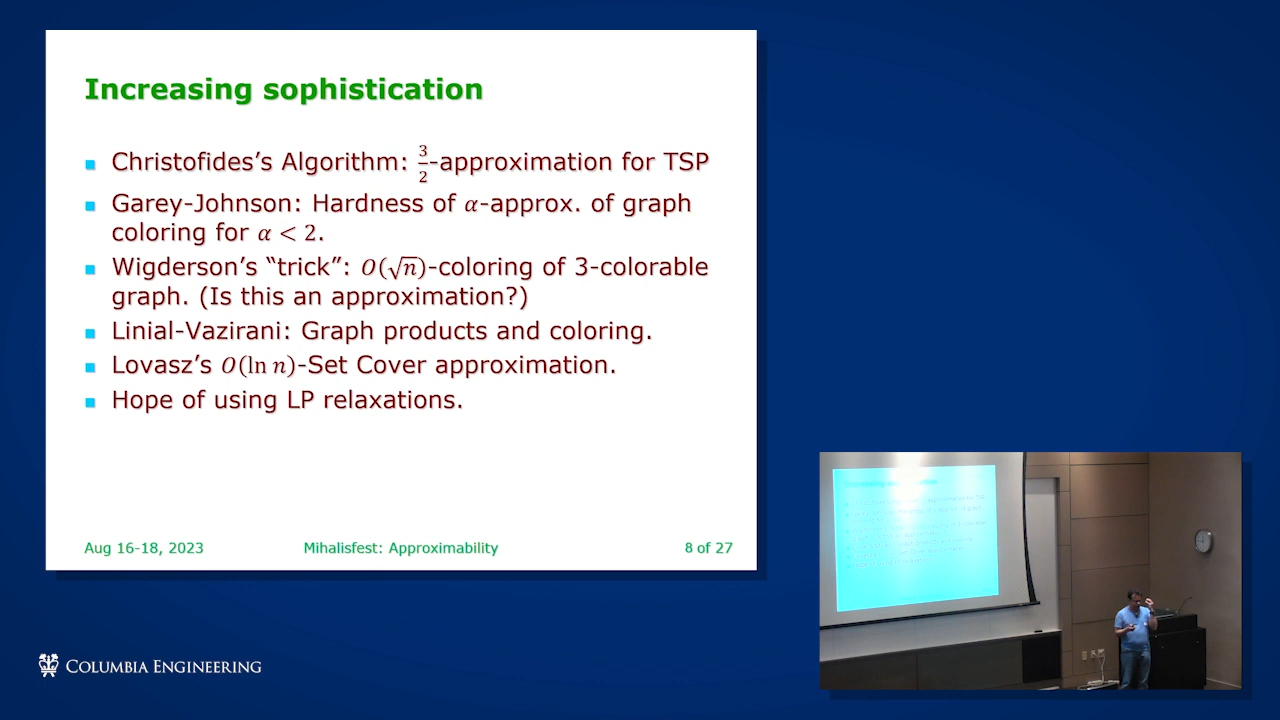 Increasing sophistication
Christofides’s Algorithm: 3/2-approximation for TSP
Garey-Johnson: Hardness of α-approx. of graph
coloring for α < 2.
Wigderson’s “trick”: O(√n)-coloring of 3-colorable
graph. (Is this an approximation?)
Linial-Vazirani: Graph products and coloring.
Lovasz’s O(ln n)-Set Cover approximation.
Hope of using LP relaxations.
Aug 16-18, 2023 Mihalisfest: Approximability 8 of 27
COLUMBIA ENGINEERING